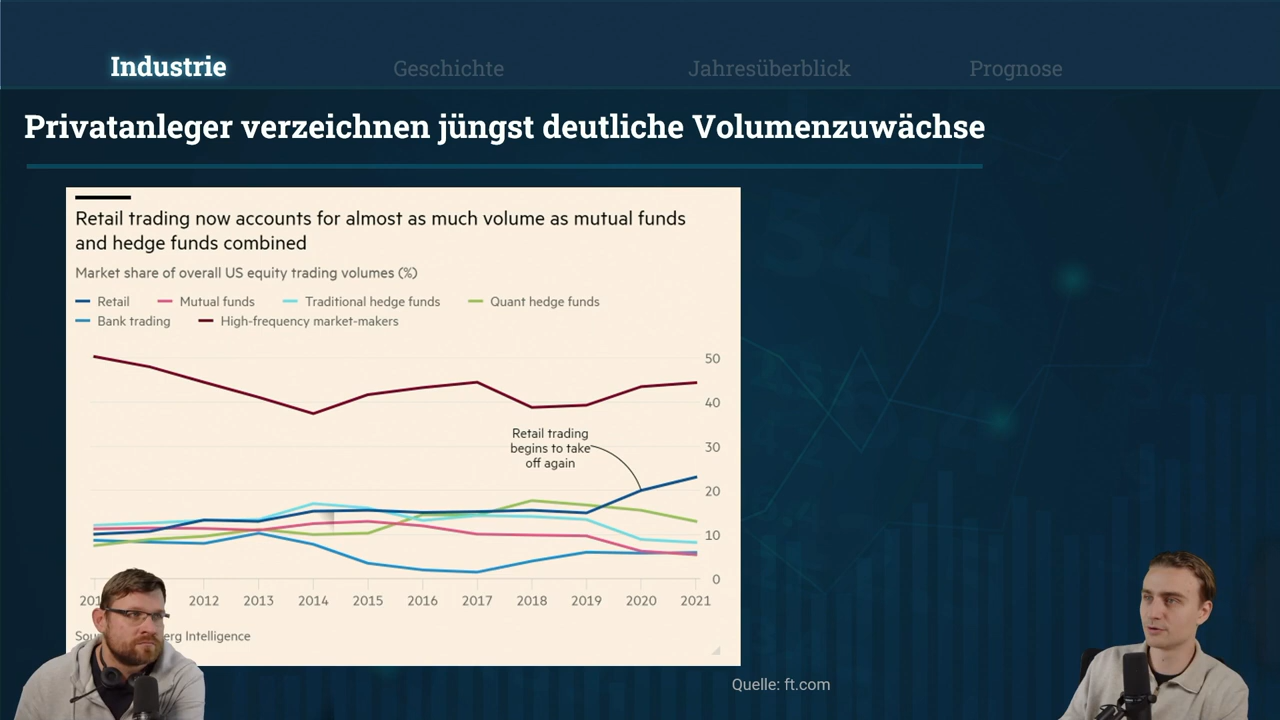 Industrie Geschichte Jahresüberblick Prognose
Privatanleger verzeichnen jüngst deutliche Volumenzuwächse
Retail trading now accounts for almost as much volume as mutual funds
and hedge funds combined
Market share of overall US equity trading volumes (%)
Retail Mutual funds Traditional hedge funds Quant hedge funds
Bank trading High-frequency market-makers
50
40
Retail trading
begins to take
off again
30
20
10
0
2012 2013 2014 2015 2016 2017 2018 2019 2020 2021
Intelligence
Quelle: ft.com